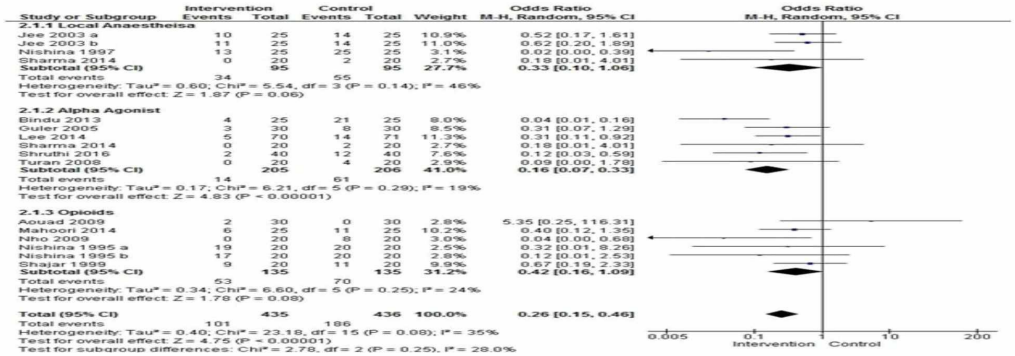 Intervention Control Odds Ratio Odds Ratio
Study or Subgroup Events Total Events Total Weight M-H, Random, 95% CI M-H, Random, 95% CI
2.1.1 Local Anaestheisa
Jee 2003 a 10 25 14 25 10.9% 0.52 [0.17, 1.61]
Jee 2003 b 11 25 14 25 11.0% 0.62 [0.20, 1.89]
Nishina 1997 13 25 25 25 3.1% 0.02 [0.00, 0.39]
Sharma 2014 0 20 2 20 2.7% 0.18 [0.01, 4.01]
Subtotal (95% CI) 95 95 27.7% 0.33 [0.10, 1.06]
Total events 34 55
Heterogeneity: Tau² = 0.60; Chi² = 5.54, df = 3 (P = 0.14); I² = 46%
Test for overall effect: Z = 1.87 (P = 0.06)
2.1.2 Alpha Agonist
Bindu 2013 4 25 21 25 8.0% 0.04 [0.01, 0.16]
Guler 2005 3 30 8 30 8.1% 0.31 [0.07, 1.29]
Lee 2014 5 70 14 71 11.3% 0.31 [0.11, 0.92]
Sharma 2014 0 20 2 20 2.7% 0.18 [0.01, 4.01]
Shruthi 2016 2 40 12 40 7.4% 0.12 [0.03, 0.59]
Turan 2008 0 20 4 20 2.9% 0.09 [0.00, 1.78]
Subtotal (95% CI) 205 206 41.0% 0.16 [0.07, 0.33]
Total events 14 61
Heterogeneity: Tau² = 0.17; Chi² = 6.21, df = 5 (P = 0.29); I² = 19%
Test for overall effect: Z = 4.83 (P < 0.00001)
2.1.3 Opioids
Aouad 2009 2 30 0 30 2.8% 5.35 [0.25, 116.31]
Mahoori 2014 6 25 11 25 10.2% 0.40 [0.12, 1.35]
Nho 2009 0 20 8 20 3.0% 0.04 [0.00, 0.68]
Nishina 1995 a 19 20 20 20 2.5% 0.32 [0.01, 8.26]
Nishina 1995 b 17 20 20 20 2.8% 0.12 [0.01, 2.53]
Shajar 1999 9 20 11 20 9.9% 0.67 [0.19, 2.33]
Subtotal (95% CI) 135 135 31.2% 0.42 [0.16, 1.09]
Total events 53 70
Heterogeneity: Tau² = 0.34; Chi² = 6.60, df = 5 (P = 0.25); I² = 24%
Test for overall effect: Z = 1.78 (P = 0.08)
Total (95% CI) 435 436 100.0% 0.26 [0.15, 0.46]
Total events 101 186
Heterogeneity: Tau² = 0.40; Chi² = 23.18, df = 15 (P = 0.08); I² = 35%
Test for overall effect: Z = 4.75 (P < 0.00001)
Test for subgroup differences: Chi² = 2.78, df = 2 (P = 0.25), I² = 28.0%
0.005 0.1 1 10 200
Intervention Control